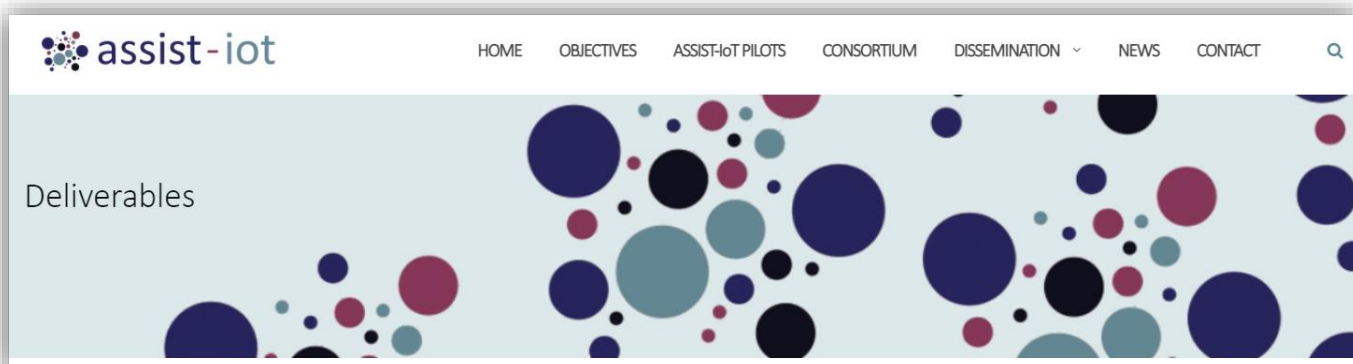 assist-iot HOME OBJECTIVES ASSIST-IoT PILOTS CONSORTIUM DISSEMINATION NEWS CONTACT
Deliverables